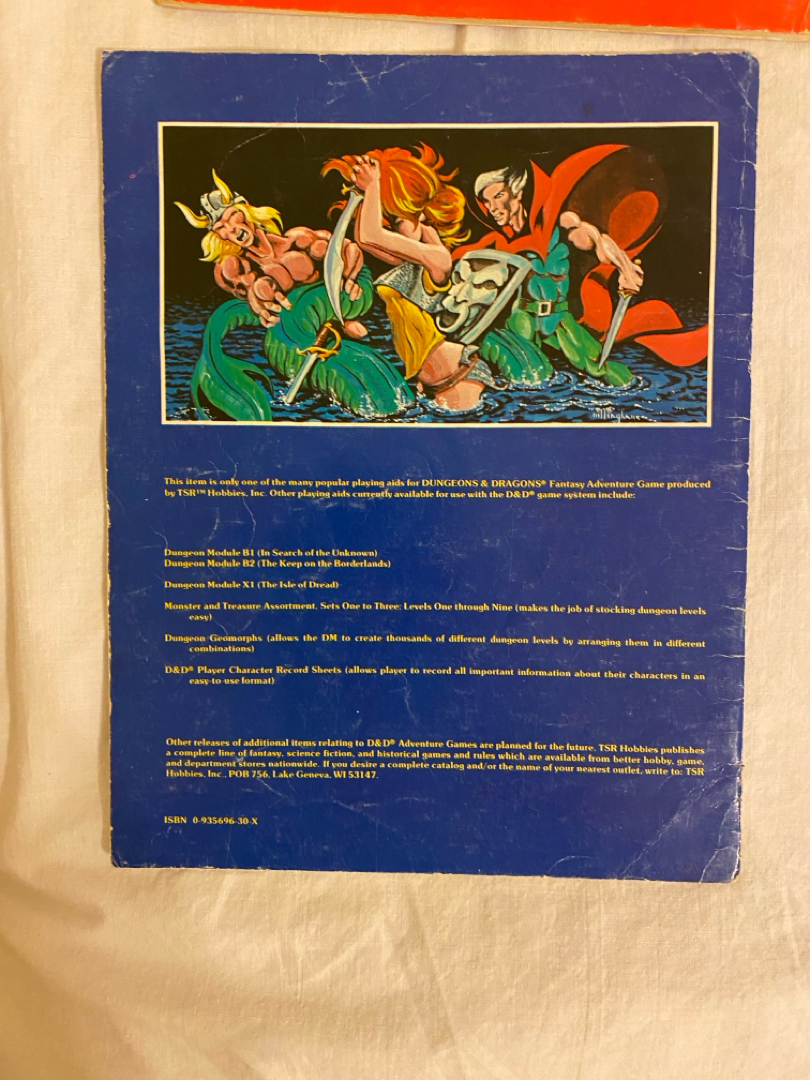 Willingham
This item is only one of the many popular playing aids for DUNGEONS & DRAGONS® Fantasy Adventure Game produced
by TSR™ Hobbies, Inc. Other playing aids currently available for use with the D&D® game system include:
Dungeon Module B1 (In Search of the Unknown)
Dungeon Module B2 (The Keep on the Borderlands)
Dungeon Module X1 (The Isle of Dread)
Monster and Treasure Assortment, Sets One to Three: Levels One through Nine (makes the job of stocking dungeon levels
easy)
Dungeon Geomorphs (allows the DM to create thousands of different dungeon levels by arranging them in different
combinations)
D&D® Player Character Record Sheets (allows player to record all important information about their characters in an
easy-to-use format)
Other releases of additional items relating to D&D® Adventure Games are planned for the future. TSR Hobbies publishes
a complete line of fantasy, science fiction, and historical games and rules which are available from better hobby, game,
and department stores nationwide. If you desire a complete catalog and/or the name of your nearest outlet, write to: TSR
Hobbies, Inc., POB 756, Lake Geneva, WI 53147.
ISBN 0-935696-30-X